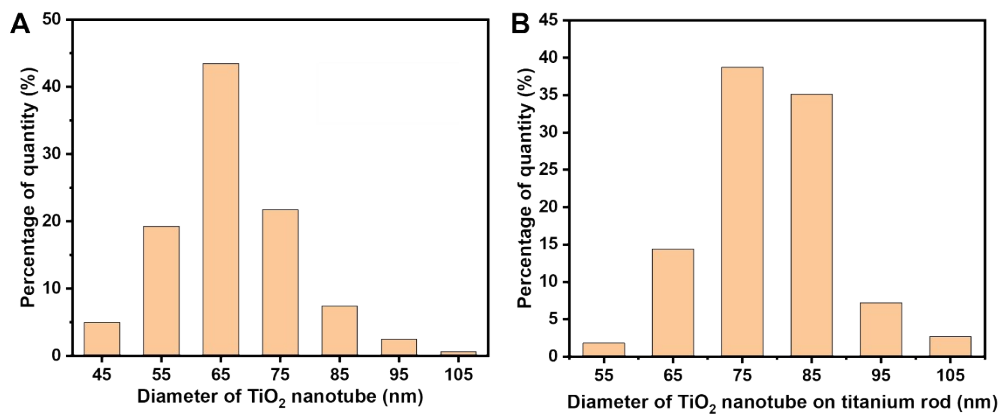 A
Percentage of quantity (%)
50
40
30
20
10
0
45 55 65 75 85 95 105
Diameter of TiO₂ nanotube (nm)
B
Percentage of quantity (%)
45
40
35
30
25
20
15
10
5
0
55 65 75 85 95 105
Diameter of TiO₂ nanotube on titanium rod (nm)